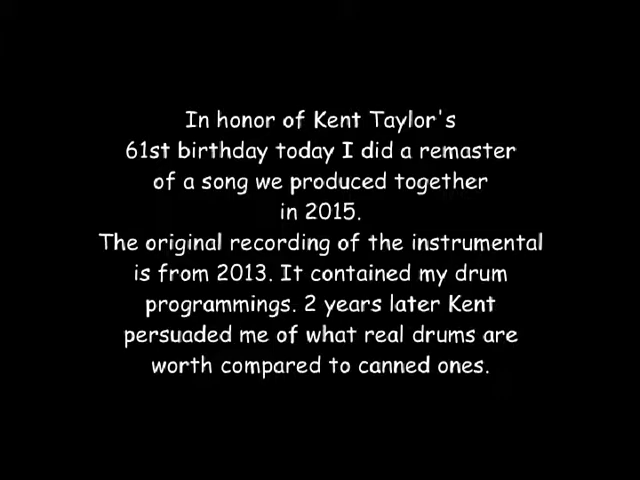 In honor of Kent Taylor's
61st birthday today I did a remaster
of a song we produced together
in 2015.
The original recording of the instrumental
is from 2013. It contained my drum
programmings. 2 years later Kent
persuaded me of what real drums are
worth compared to canned ones.